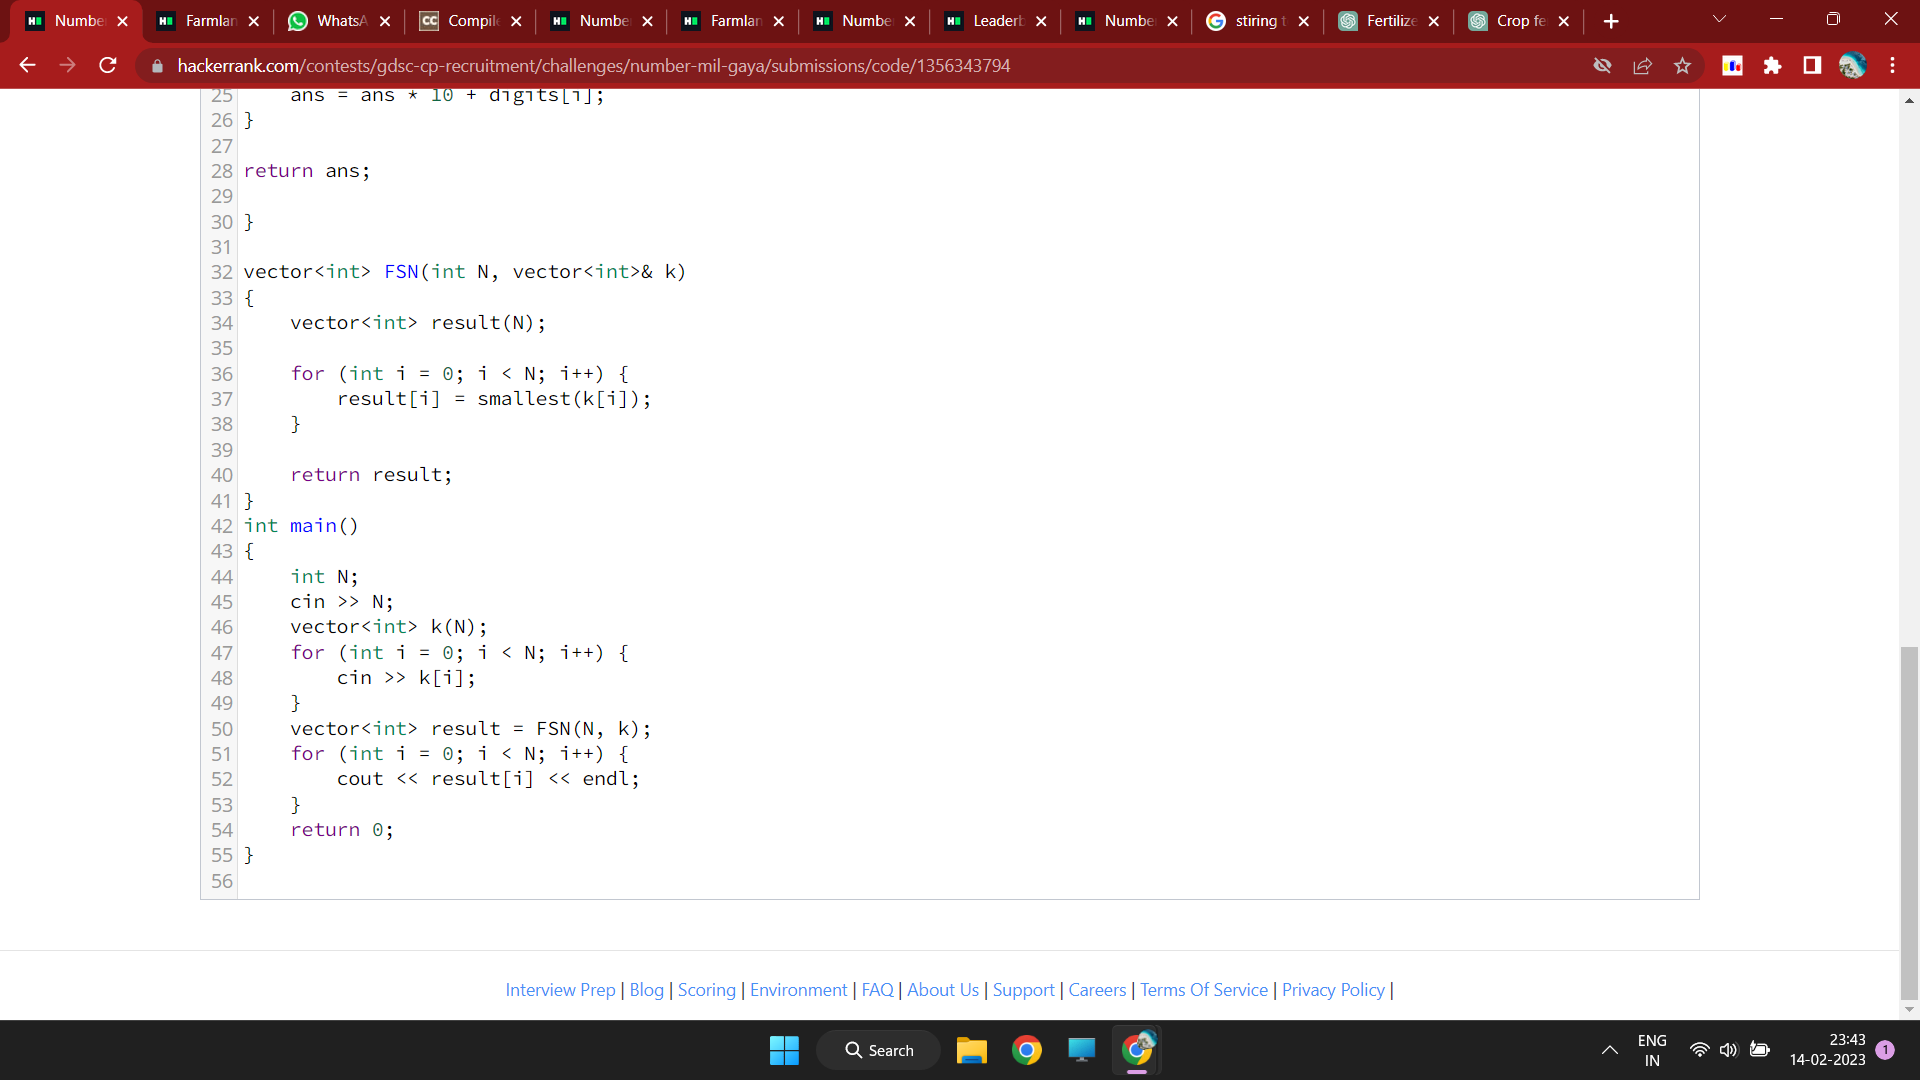 Number
Farmlan
WhatsA
CC Compile
Number
Farmlan
Number
Leaderb
Number
stiring t
Fertilize
Crop fe
hackerrank.com/contests/gdsc-cp-recruitment/challenges/number-mil-gaya/submissions/code/1356343794
25 ans = ans * 10 + digits[i];
26 }
27
28 return ans;
29
30 }
31
32 vector<int> FSN(int N, vector<int>& k)
33 {
34 vector<int> result(N);
35
36 for (int i = 0; i < N; i++) {
37 result[i] = smallest(k[i]);
38 }
39
40 return result;
41 }
42 int main()
43 {
44 int N;
45 cin >> N;
46 vector<int> k(N);
47 for (int i = 0; i < N; i++) {
48 cin >> k[i];
49 }
50 vector<int> result = FSN(N, k);
51 for (int i = 0; i < N; i++) {
52 cout << result[i] << endl;
53 }
54 return 0;
55 }
56
Interview Prep | Blog | Scoring | Environment | FAQ | About Us | Support | Careers | Terms Of Service | Privacy Policy |
Search
ENG
IN
23:43
14-02-2023
1